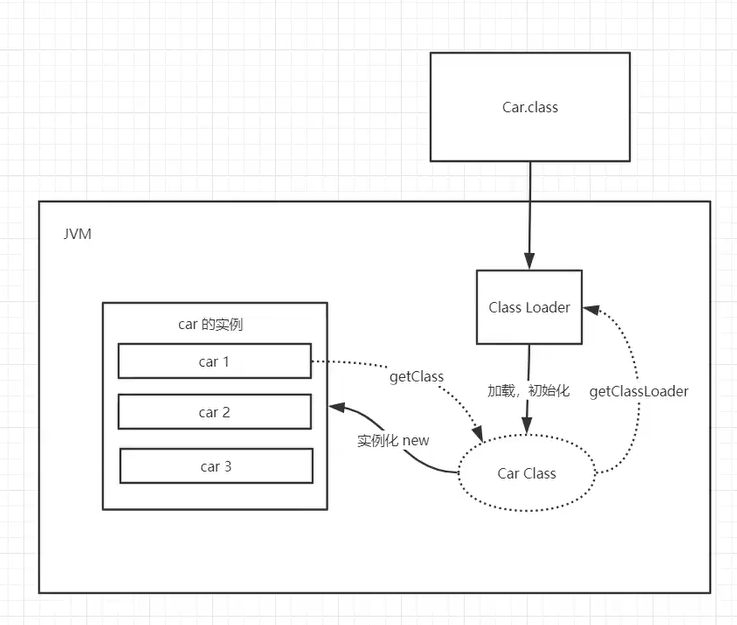 Car.class
JVM
Class Loader
car 的实例
car 1
getClass
加载，初始化
getClassLoader
car 2
实例化 new
car 3
Car Class